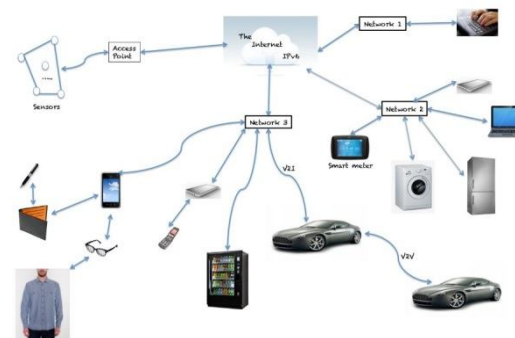 The
Internet
IPv6
Network 1
Access
Point
Sensors
Network 2
Network 3
Smart meter
V2I
V2V